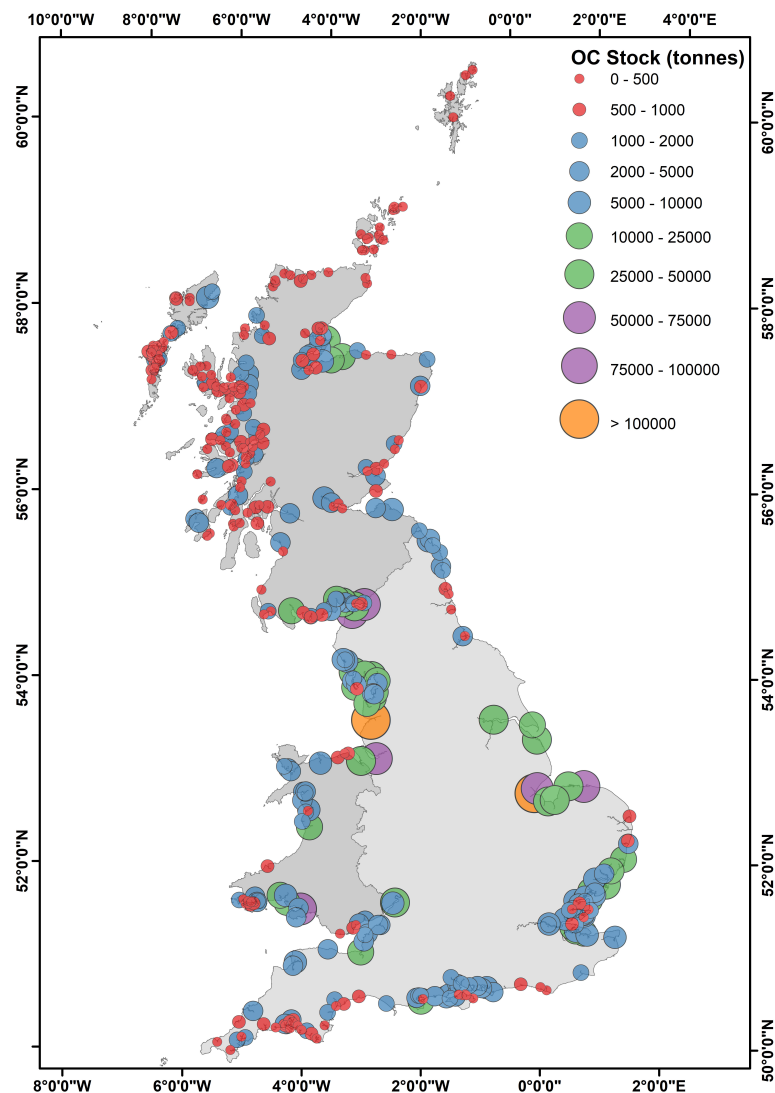 10°0'0"W 8°0'0"W 6°0'0"W 4°0'0"W 2°0'0"W 0°0'0" 2°0'0"E 4°0'0"E
OC Stock (tonnes)
0 - 500
500 - 1000
1000 - 2000
2000 - 5000
5000 - 10000
10000 - 25000
25000 - 50000
50000 - 75000
75000 - 100000
> 100000
60°0'0"N
58°0'0"N
56°0'0"N
54°0'0"N
52°0'0"N
60°0'0"N
58°0'0"N
56°0'0"N
54°0'0"N
52°0'0"N
50°0'0"N
8°0'0"W 6°0'0"W 4°0'0"W 2°0'0"W 0°0'0" 2°0'0"E